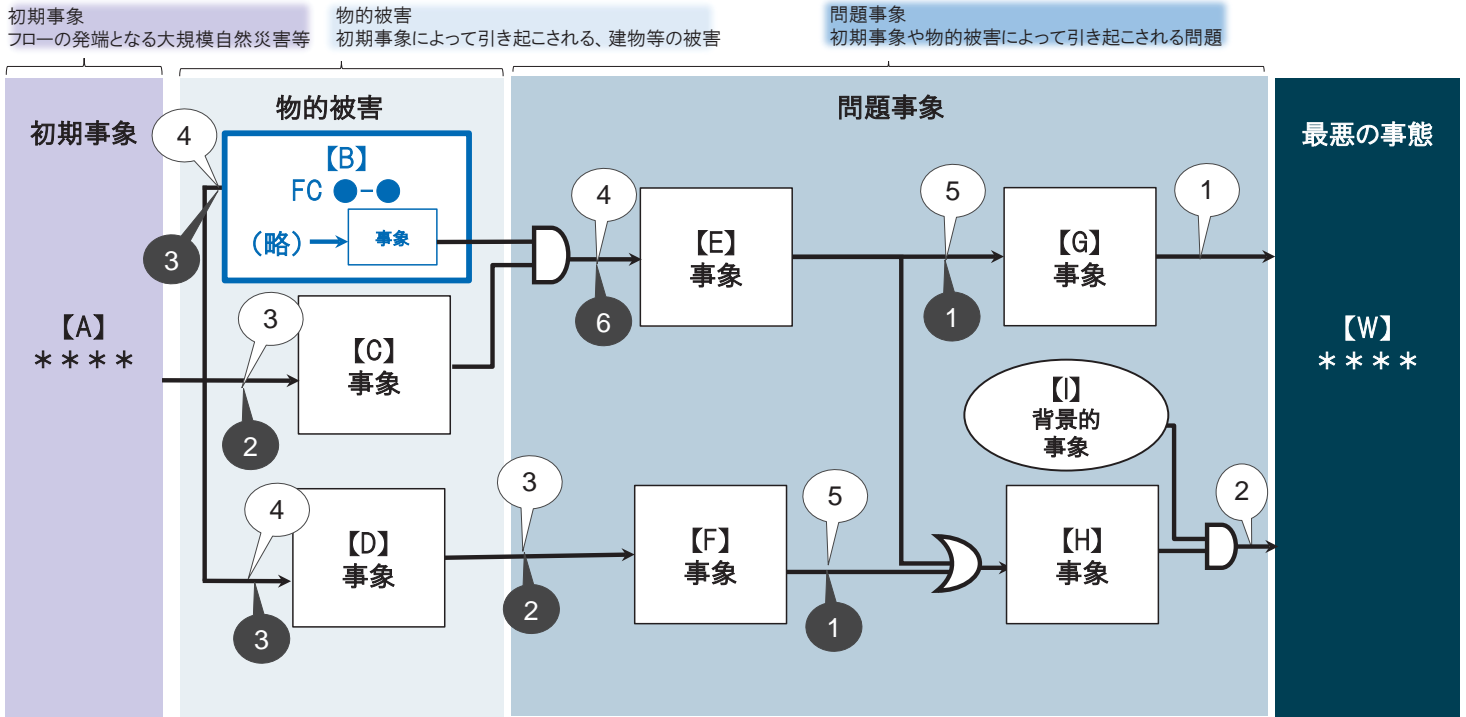 初期事象
フローの発端となる大規模自然災害等
物的被害
初期事象によって引き起こされる、建物等の被害
問題事象
初期事象や物的被害によって引き起こされる問題
初期事象
物的被害
問題事象
最悪の事態
【A】
＊＊＊＊
4
3
【B】
FC ●-●
（略）
事象
3
2
【C】
事象
4
3
【D】
事象
4
6
【E】
事象
3
2
【F】
事象
5
1
【G】
事象
1
5
1
【I】
背景的
事象
【H】
事象
2
【W】
＊＊＊＊